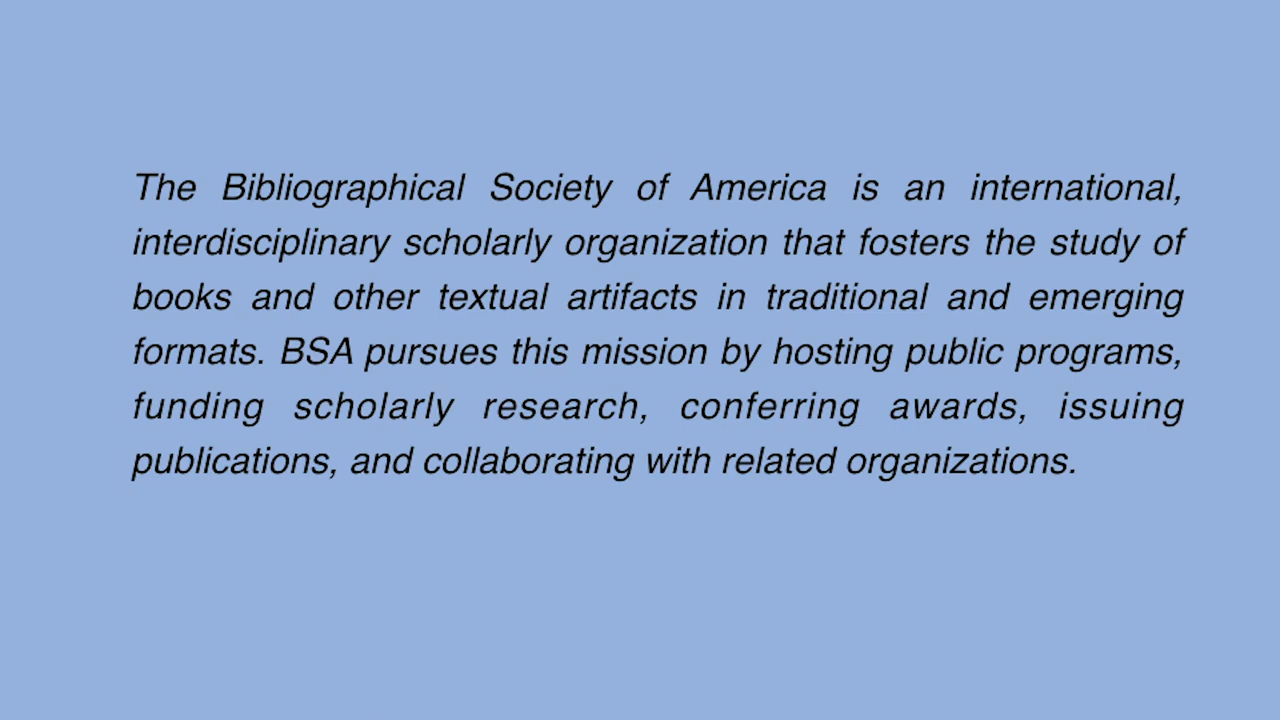 The Bibliographical Society of America is an international,
interdisciplinary scholarly organization that fosters the study of
books and other textual artifacts in traditional and emerging
formats. BSA pursues this mission by hosting public programs,
funding scholarly research, conferring awards, issuing
publications, and collaborating with related organizations.